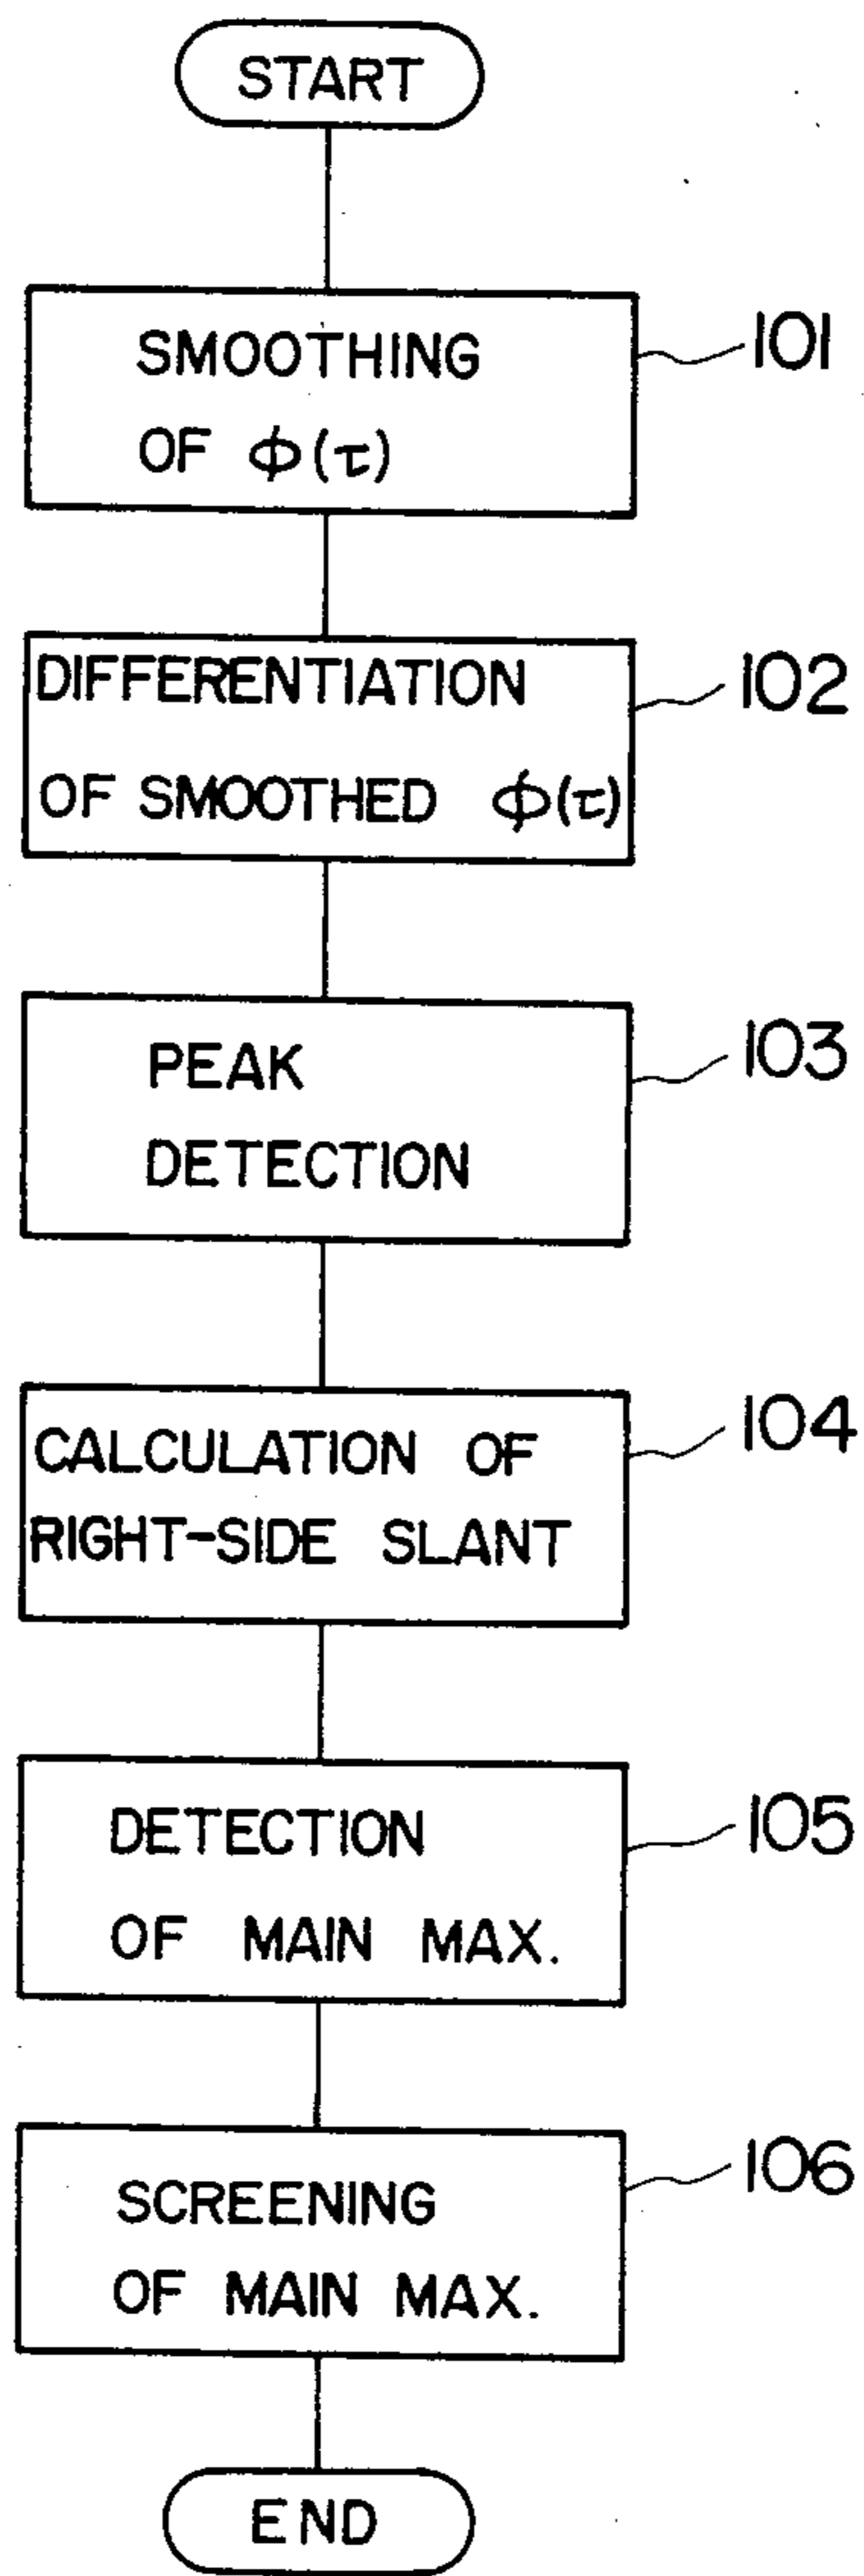 START
SMOOTHING
101
OF ϕ(τ)
DIFFERENTIATION
102
OF SMOOTHED ϕ(τ)
PEAK
103
DETECTION
CALCULATION OF
104
RIGHT-SIDE SLANT
DETECTION
105
OF MAIN MAX.
SCREENING
106
OF MAIN MAX.
END